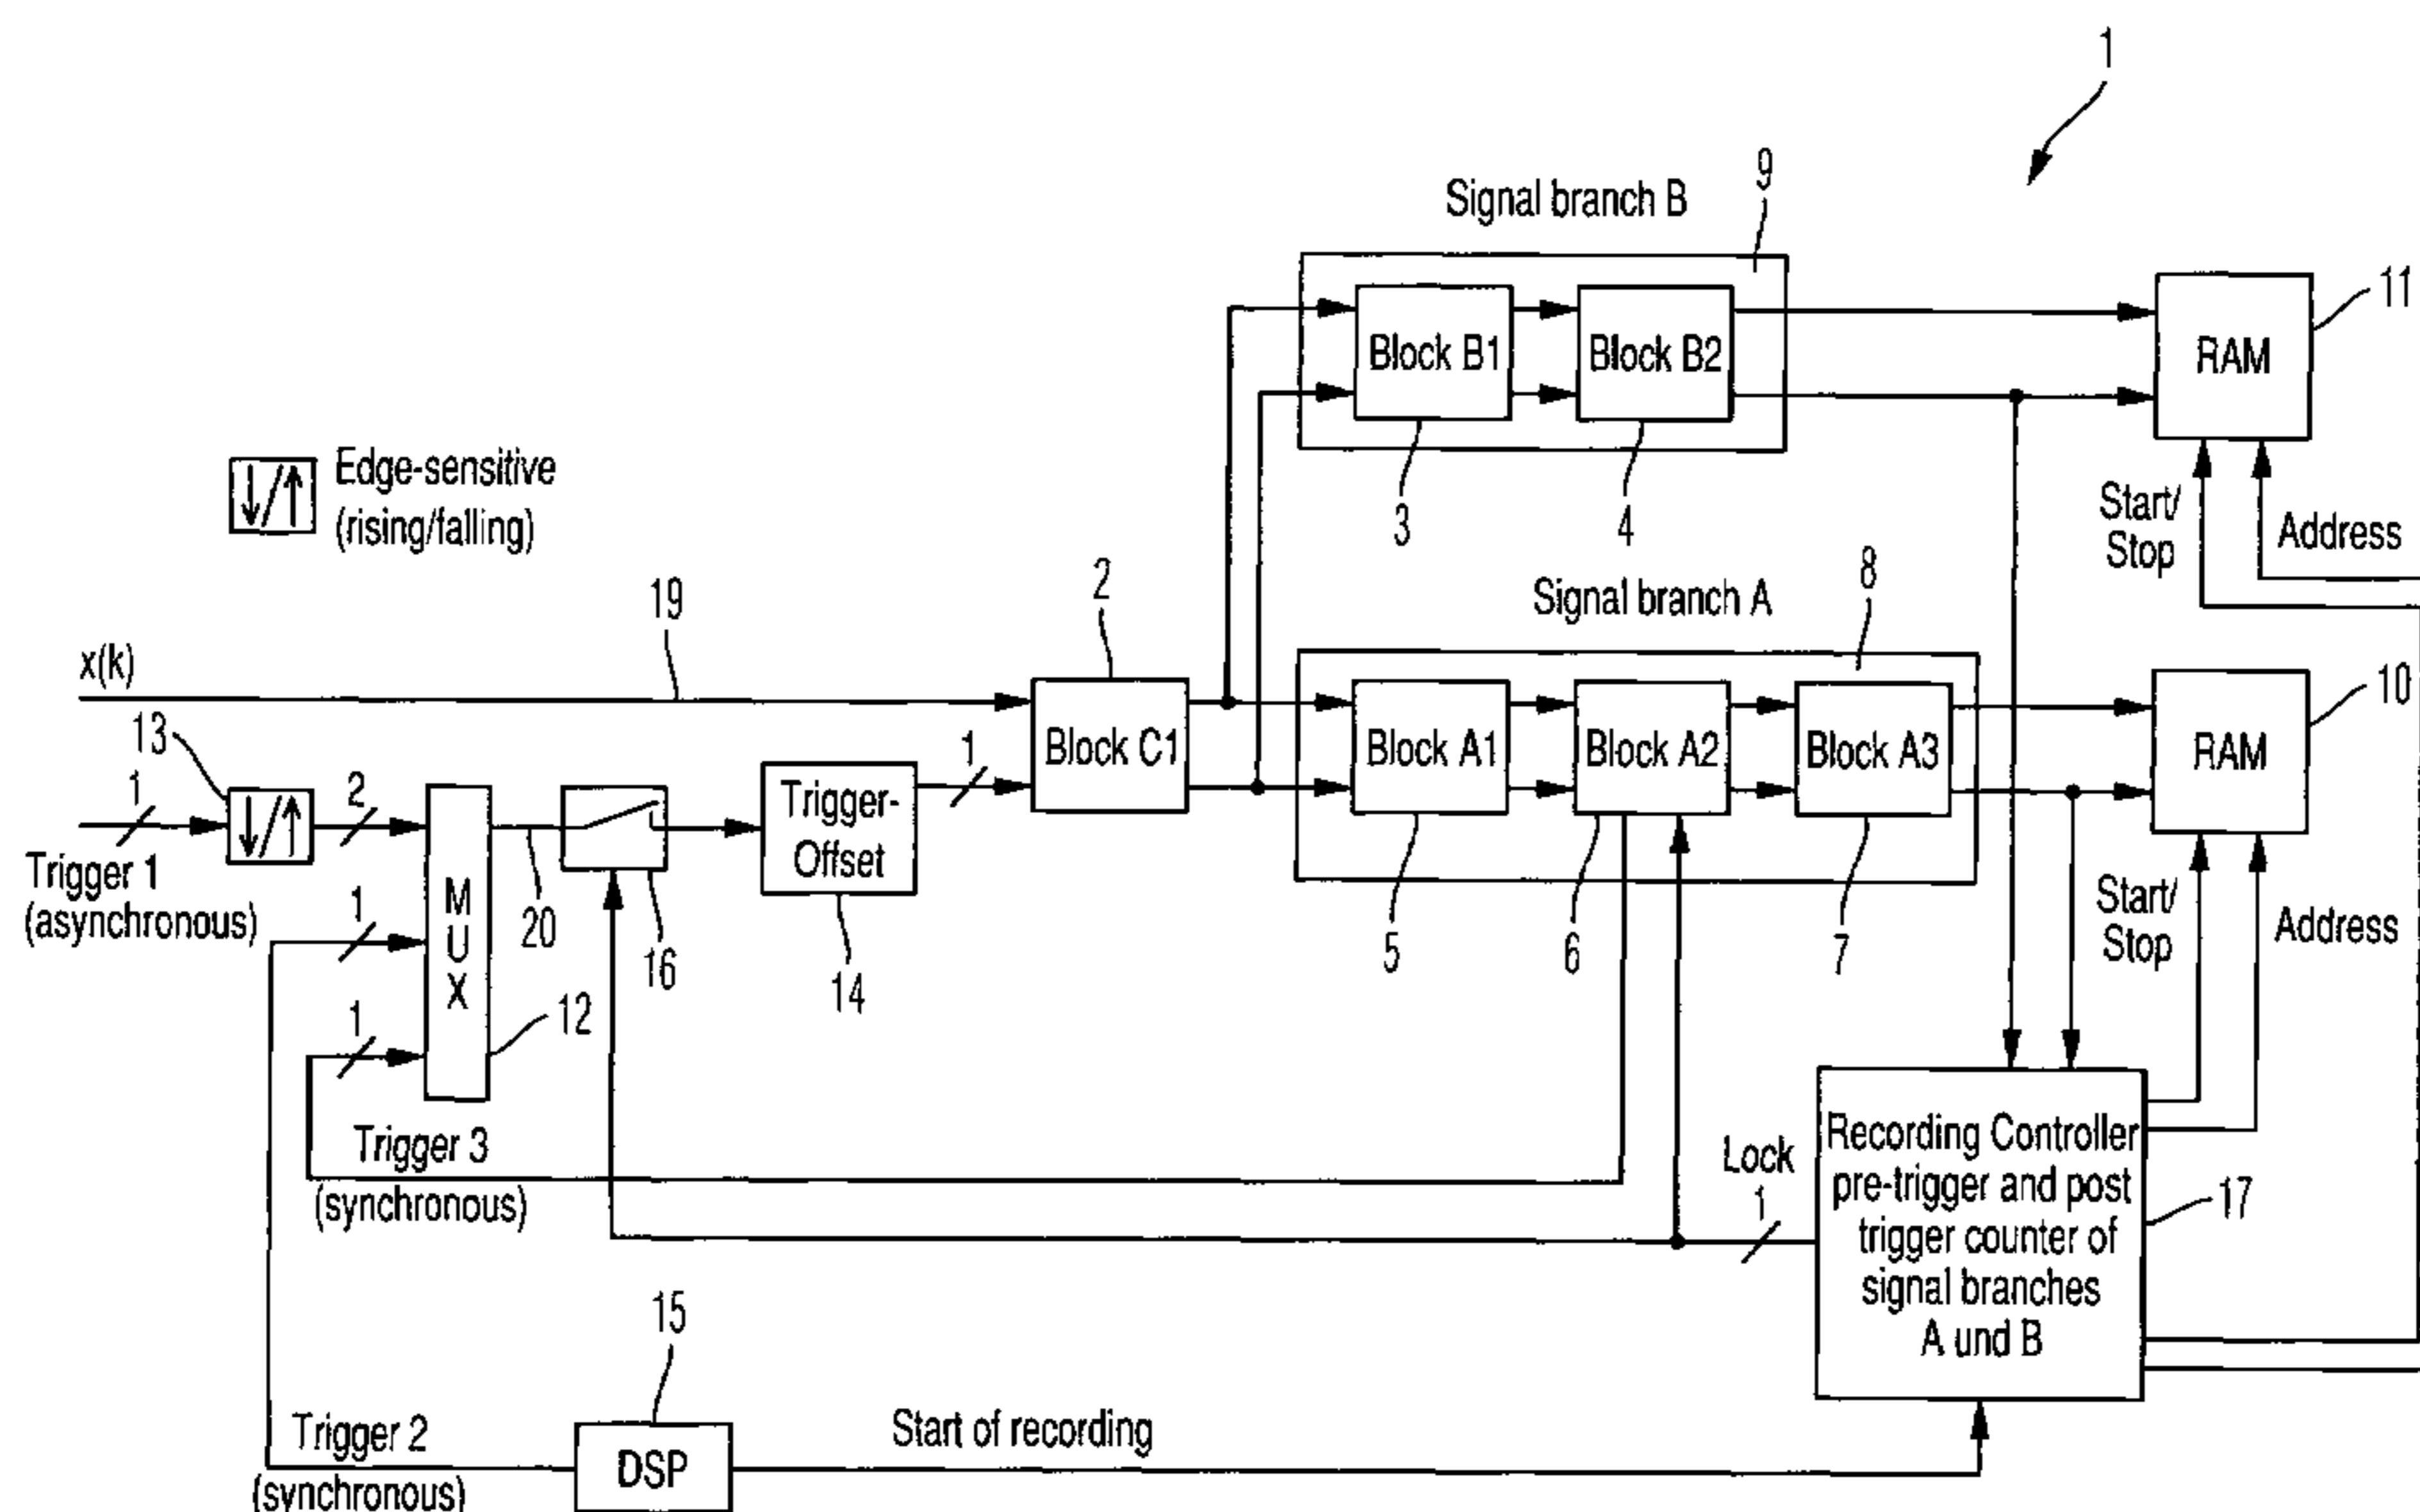 1
Signal branch B
9
11
Block B1
Block B2
RAM
Edge-sensitive
(rising/falling)
3
4
Start/
Stop
Address
2
Signal branch A
8
19
x(k)
10
13
1
2
1
Block C1
Block A1
Block A2
Block A3
RAM
Trigger-
Offset
Trigger 1
(asynchronous)
M
U
X
1
20
16
14
5
6
7
Start/
Stop
Address
1
12
Trigger 3
(synchronous)
Lock
1
Recording Controller
pre-trigger and post
trigger counter of
signal branches
A und B
17
15
Trigger 2
(synchronous)
DSP
Start of recording